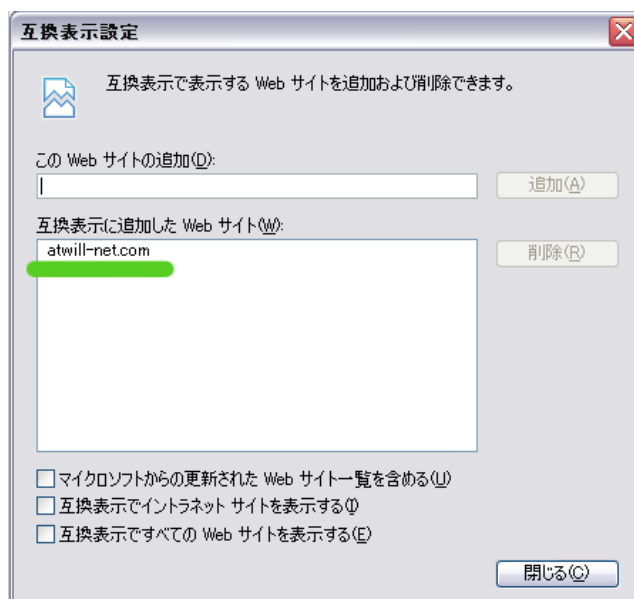 互換表示設定
互換表示で表示する Web サイトを追加および削除できます。
この Web サイトの追加(D):
追加(A)
互換表示に追加した Web サイト(W):
atwill-net.com
削除(R)
マイクロソフトからの更新された Web サイト一覧を含める(U)
互換表示でイントラネット サイトを表示する(I)
互換表示ですべての Web サイトを表示する(E)
閉じる(C)